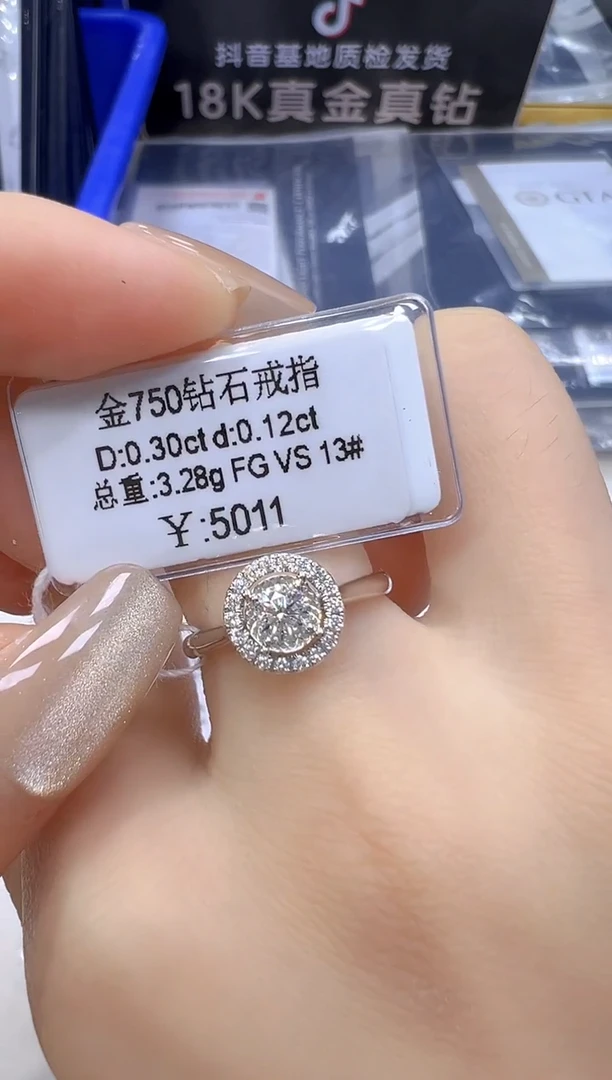 抖音基地质检发货
18K真金真钻
金750钻石戒指
D:0.30ct d:0.12ct
总重:3.28g FG VS 13#
¥:5011